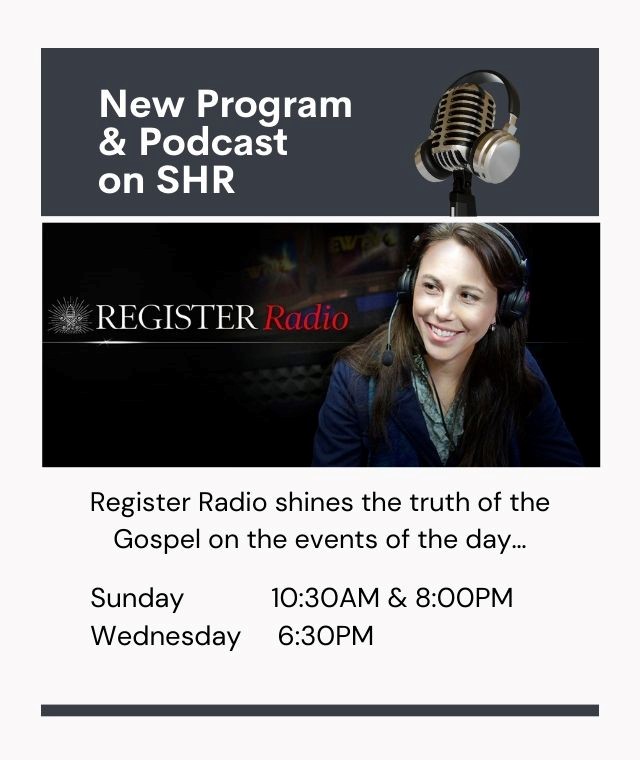 New Program
& Podcast
on SHR
EWTN
REGISTER Radio
Register Radio shines the truth of the
Gospel on the events of the day...
Sunday 10:30AM & 8:00PM
Wednesday 6:30PM